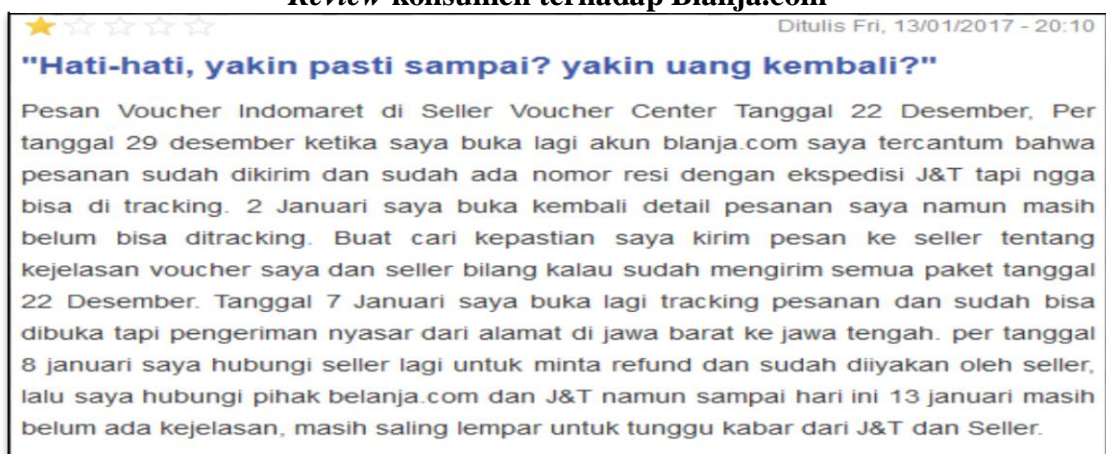 Review konsumen terhadap Blanja.com
Ditulis Fri, 13/01/2017 - 20:10
"Hati-hati, yakin pasti sampai? yakin uang kembali?"
Pesan Voucher Indomaret di Seller Voucher Center Tanggal 22 Desember, Per
tanggal 29 desember ketika saya buka lagi akun blanja.com saya tercantum bahwa
pesanan sudah dikirim dan sudah ada nomor resi dengan ekspedisi J&T tapi ngga
bisa di tracking. 2 Januari saya buka kembali detail pesanan saya namun masih
belum bisa ditracking. Buat cari kepastian saya kirim pesan ke seller tentang
kejelasan voucher saya dan seller bilang kalau sudah mengirim semua paket tanggal
22 Desember. Tanggal 7 Januari saya buka lagi tracking pesanan dan sudah bisa
dibuka tapi pengeriman nyasar dari alamat di jawa barat ke jawa tengah. per tanggal
8 januari saya hubungi seller lagi untuk minta refund dan sudah diiyakan oleh seller,
lalu saya hubungi pihak belanja.com dan J&T namun sampai hari ini 13 januari masih
belum ada kejelasan, masih saling lempar untuk tunggu kabar dari J&T dan Seller.